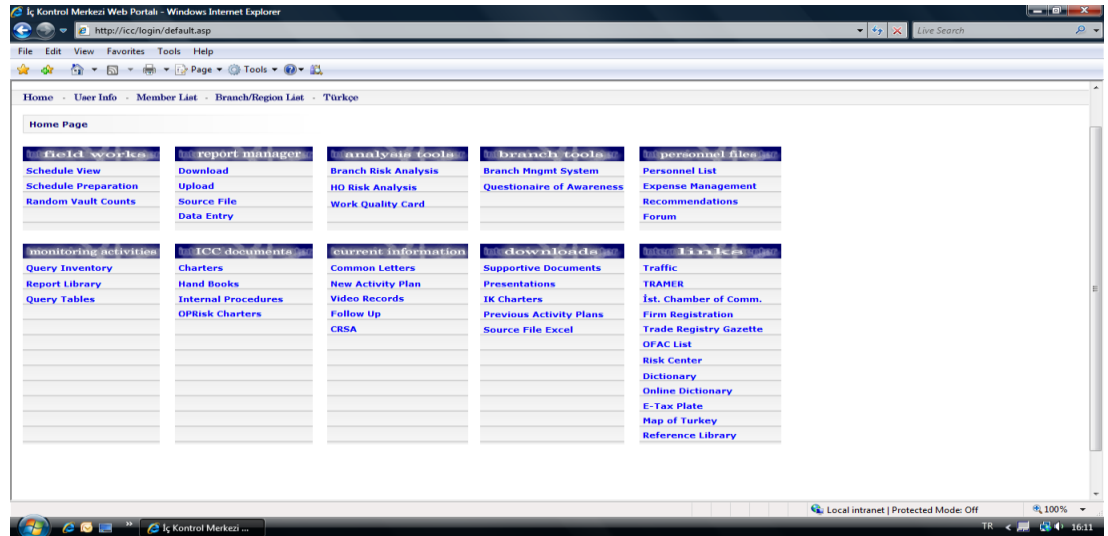 İç Kontrol Merkezi Web Portalı - Windows Internet Explorer
http://icc/login/default.asp
Live Search
File Edit View Favorites Tools Help
Page Tools
Home - User Info - Member List - Branch/Region List - Türkçe
Home Page
field works
Schedule View
Schedule Preparation
Random Vault Counts
report manager
Download
Upload
Source File
Data Entry
analysis tools
Branch Risk Analysis
HO Risk Analysis
Work Quality Card
branch tools
Branch Mngmt System
Questionaire of Awareness
personnel files
Personnel List
Expense Management
Recommendations
Forum
monitoring activities
Query Inventory
Report Library
Query Tables
ICC documents
Charters
Hand Books
Internal Procedures
OPRisk Charters
current information
Common Letters
New Activity Plan
Video Records
Follow Up
CRSA
downloads
Supportive Documents
Presentations
IK Charters
Previous Activity Plans
Source File Excel
links
Traffic
TRAMER
İst. Chamber of Comm.
Firm Registration
Trade Registry Gazette
OFAC List
Risk Center
Dictionary
Online Dictionary
E-Tax Plate
Map of Turkey
Reference Library
Local intranet | Protected Mode: Off
100%
İç Kontrol Merkezi ...
TR
16:11